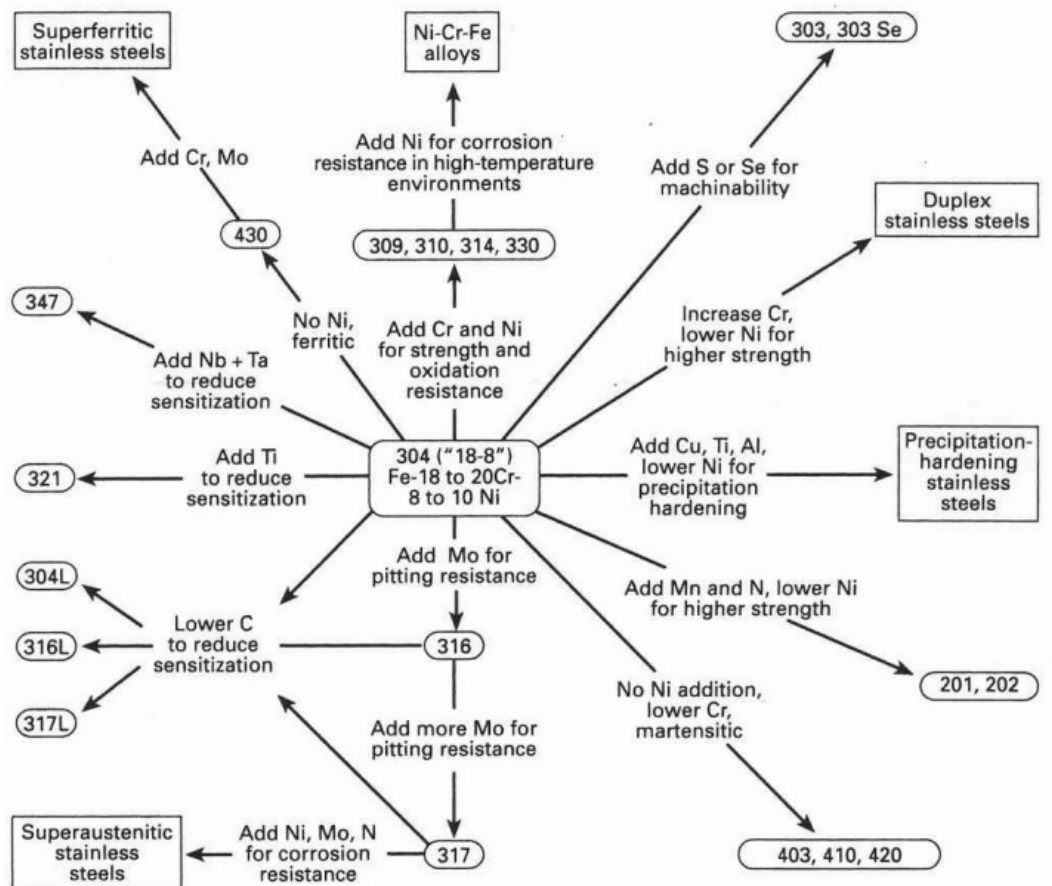 Superferritic
stainless steels
Ni-Cr-Fe
alloys
303, 303 Se
Add Cr, Mo
Add Ni for corrosion
resistance in high-temperature
environments
Add S or Se for
machinability
Duplex
stainless steels
430
309, 310, 314, 330
347
No Ni,
ferritic
Add Cr and Ni
for strength and
oxidation
resistance
Increase Cr,
lower Ni for
higher strength
Add Nb + Ta
to reduce
sensitization
321
Add Ti
to reduce
sensitization
304 ("18-8")
Fe-18 to 20Cr-
8 to 10 Ni
Add Cu, Ti, Al,
lower Ni for
precipitation
hardening
Precipitation-
hardening
stainless
steels
Add Mo for
pitting resistance
304L
316L
317L
Lower C
to reduce
sensitization
316
Add Mn and N, lower Ni
for higher strength
201, 202
No Ni addition,
lower Cr,
martensitic
Add more Mo for
pitting resistance
Superaustenitic
stainless
steels
Add Ni, Mo, N
for corrosion
resistance
317
403, 410, 420